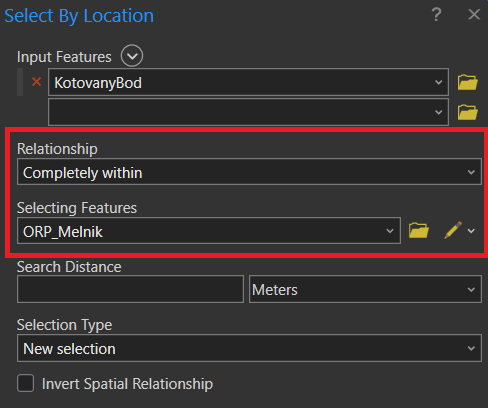 Select By Location
Input Features
KotovanyBod
Relationship
Completely within
Selecting Features
ORP_Melnik
Search Distance
Meters
Selection Type
New selection
Invert Spatial Relationship